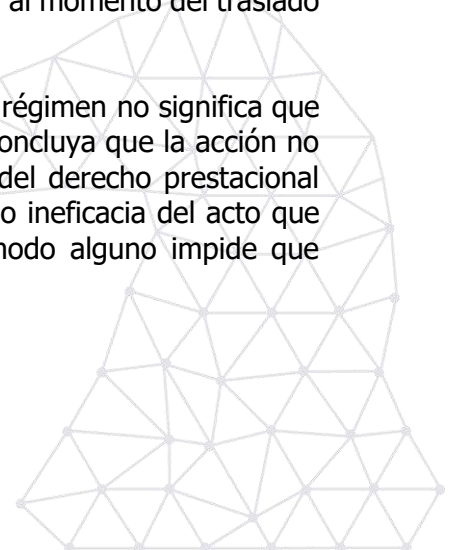 al momento del traslado
régimen no significa que
oncluya que la acción no
del derecho prestacional
o ineficacia del acto que
nodo alguno impide que